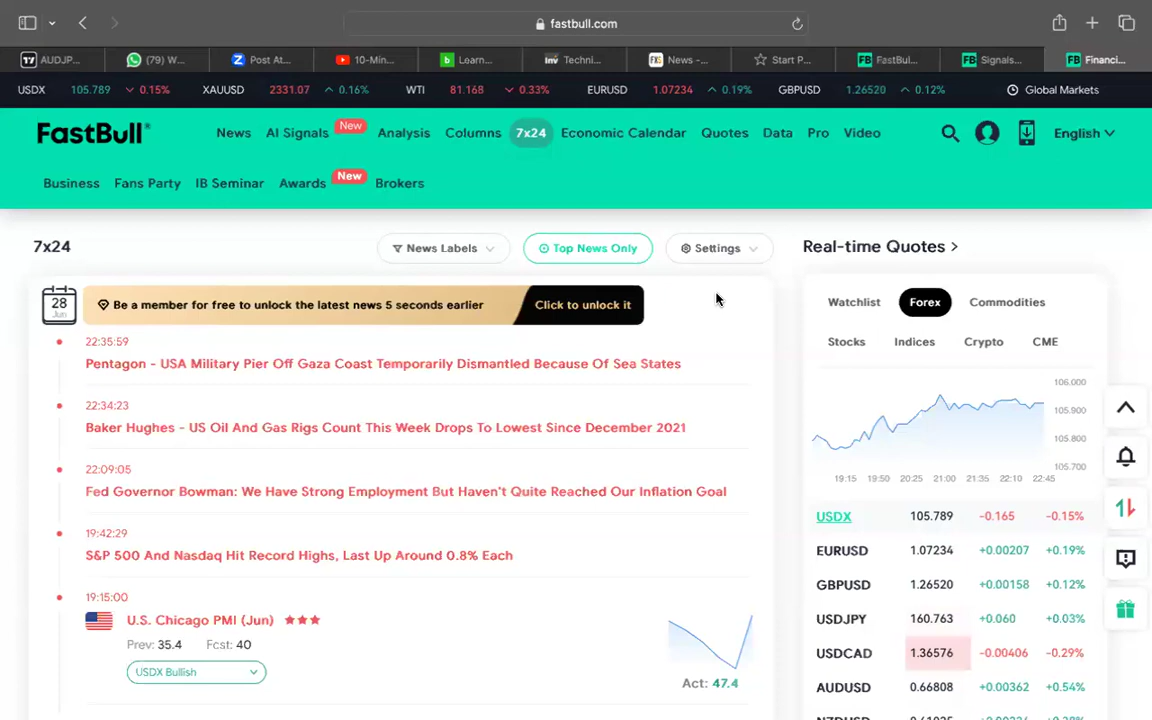 fastbull.com
AUDJP...
(79) W...
Post At...
10-Min...
Learn...
Techni...
News -...
Start P...
FastBul...
Signals...
Financi...
USDX 105.789 0.15% XAUUSD 2331.07 0.16% WTI 81.168 0.33% EURUSD 1.07234 0.19% GBPUSD 1.26520 0.12% Global Markets
FastBull
News AI Signals New Analysis Columns 7x24 Economic Calendar Quotes Data Pro Video English
Business Fans Party IB Seminar Awards New Brokers
7x24 News Labels Top News Only Settings
28 Jun
Be a member for free to unlock the latest news 5 seconds earlier Click to unlock it
22:35:59
Pentagon - USA Military Pier Off Gaza Coast Temporarily Dismantled Because Of Sea States
22:34:23
Baker Hughes - US Oil And Gas Rigs Count This Week Drops To Lowest Since December 2021
22:09:05
Fed Governor Bowman: We Have Strong Employment But Haven't Quite Reached Our Inflation Goal
19:42:29
S&P 500 And Nasdaq Hit Record Highs, Last Up Around 0.8% Each
19:15:00
U.S. Chicago PMI (Jun) ★★★
Prev: 35.4 Fcst: 40
USDX Bullish
Act: 47.4
Real-time Quotes >
Watchlist Forex Commodities
Stocks Indices Crypto CME
106.000
105.900
105.800
105.700
19:15 19:50 20:25 21:00 21:35 22:10 22:45
USDX 105.789 -0.165 -0.15%
EURUSD 1.07234 +0.00207 +0.19%
GBPUSD 1.26520 +0.00158 +0.12%
USDJPY 160.763 +0.060 +0.03%
USDCAD 1.36576 -0.00406 -0.29%
AUDUSD 0.66808 +0.00362 +0.54%